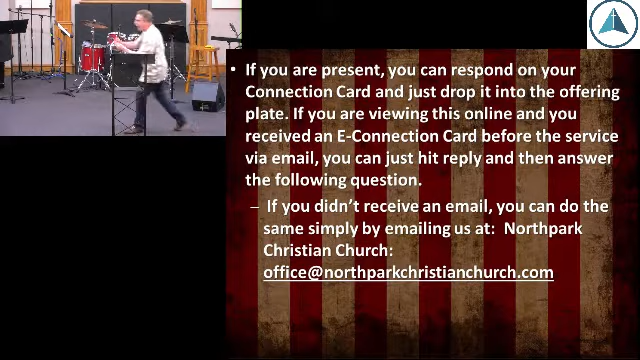 • If you are present, you can respond on your
Connection Card and just drop it into the offering
plate. If you are viewing this online and you
received an E-Connection Card before the service
via email, you can just hit reply and then answer
the following question.
– If you didn’t receive an email, you can do the
same simply by emailing us at: Northpark
Christian Church:
office@northparkchristianchurch.com